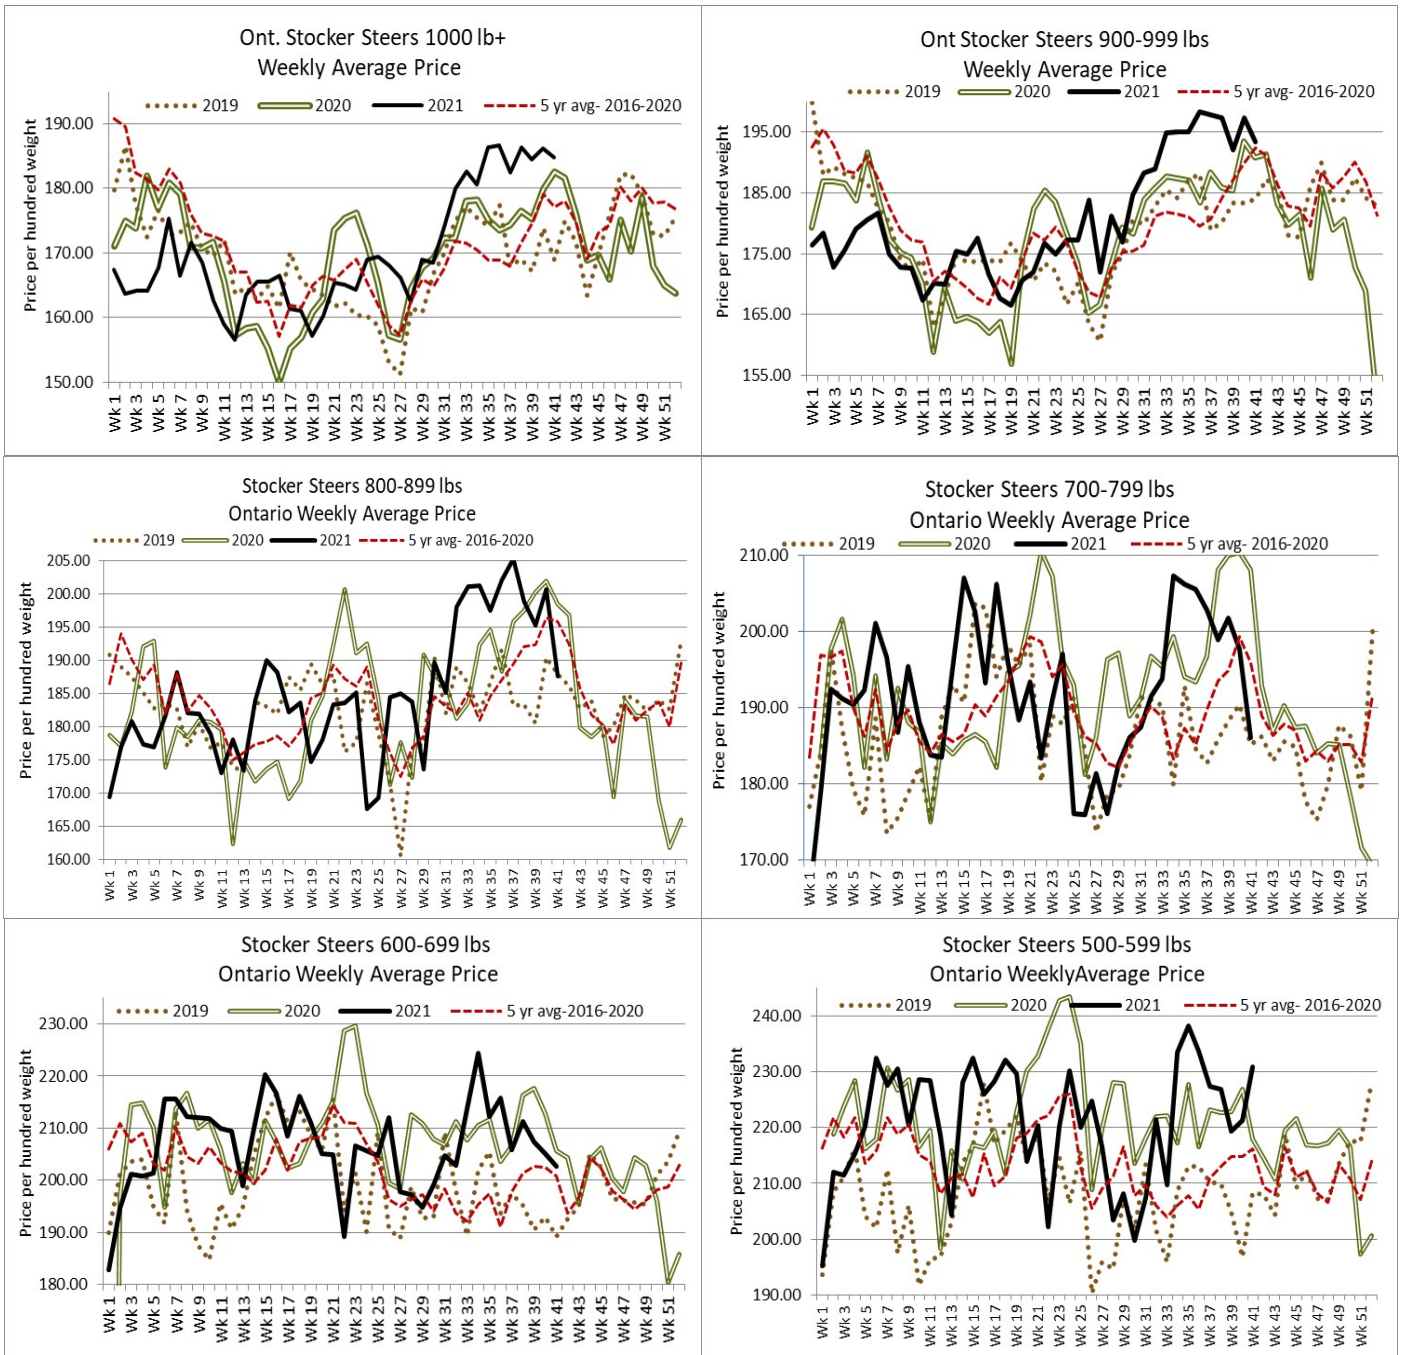 Ont. Stocker Steers 1000 lb+
Weekly Average Price
2019 2020 2021 5 yr avg- 2016-2020
Price per hundred weight
190.00
180.00
170.00
160.00
150.00
Wk 1 Wk 3 Wk 5 Wk 7 Wk 9 Wk 11 Wk 13 Wk 15 Wk 17 Wk 19 Wk 21 Wk 23 Wk 25 Wk 27 Wk 29 Wk 31 Wk 33 Wk 35 Wk 37 Wk 39 Wk 41 Wk 43 Wk 45 Wk 47 Wk 49 Wk 51
Ont Stocker Steers 900-999 lbs
Weekly Average Price
2019 2020 2021 5 yr avg- 2016-2020
Price per hundred weight
195.00
185.00
175.00
165.00
155.00
Wk 1 Wk 3 Wk 5 Wk 7 Wk 9 Wk 11 Wk 13 Wk 15 Wk 17 Wk 19 Wk 21 Wk 23 Wk 25 Wk 27 Wk 29 Wk 31 Wk 33 Wk 35 Wk 37 Wk 39 Wk 41 Wk 43 Wk 45 Wk 47 Wk 49 Wk 51
Stocker Steers 800-899 lbs
Ontario Weekly Average Price
2019 2020 2021 5 yr avg- 2016-2020
Price per hundred weight
205.00
200.00
195.00
190.00
185.00
180.00
175.00
170.00
165.00
160.00
Wk 1 Wk 3 Wk 5 Wk 7 Wk 9 Wk 11 Wk 13 Wk 15 Wk 17 Wk 19 Wk 21 Wk 23 Wk 25 Wk 27 Wk 29 Wk 31 Wk 33 Wk 35 Wk 37 Wk 39 Wk 41 Wk 43 Wk 45 Wk 47 Wk 49 Wk 51
Stocker Steers 700-799 lbs
Ontario Weekly Average Price
2019 2020 2021 5 yr avg- 2016-2020
Price per hundred weight
210.00
200.00
190.00
180.00
170.00
Wk 1 Wk 3 Wk 5 Wk 7 Wk 9 Wk 11 Wk 13 Wk 15 Wk 17 Wk 19 Wk 21 Wk 23 Wk 25 Wk 27 Wk 29 Wk 31 Wk 33 Wk 35 Wk 37 Wk 39 Wk 41 Wk 43 Wk 45 Wk 47 Wk 49 Wk 51
Stocker Steers 600-699 lbs
Ontario Weekly Average Price
2019 2020 2021 5 yr avg-2016-2020
Price per hundred weight
230.00
220.00
210.00
200.00
190.00
180.00
Wk 1 Wk 3 Wk 5 Wk 7 Wk 9 Wk 11 Wk 13 Wk 15 Wk 17 Wk 19 Wk 21 Wk 23 Wk 25 Wk 27 Wk 29 Wk 31 Wk 33 Wk 35 Wk 37 Wk 39 Wk 41 Wk 43 Wk 45 Wk 47 Wk 49 Wk 51
Stocker Steers 500-599 lbs
Ontario WeeklyAverage Price
2019 2020 2021 5 yr avg- 2016-2020
Price per hundred weight
240.00
230.00
220.00
210.00
200.00
190.00
Wk 1 Wk 3 Wk 5 Wk 7 Wk 9 Wk 11 Wk 13 Wk 15 Wk 17 Wk 19 Wk 21 Wk 23 Wk 25 Wk 27 Wk 29 Wk 31 Wk 33 Wk 35 Wk 37 Wk 39 Wk 41 Wk 43 Wk 45 Wk 47 Wk 49 Wk 51